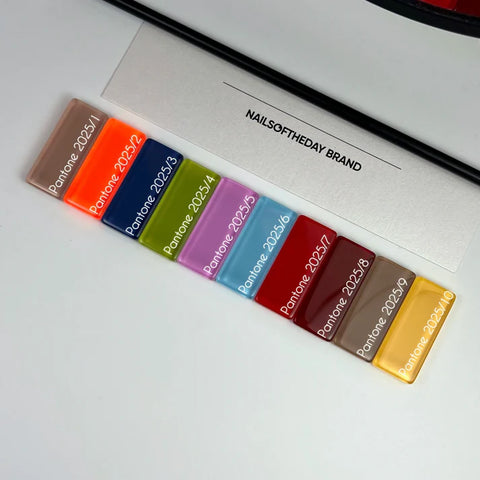 NAILSOFTHEDAY BRAND
Pantone 2025/1
Pantone 2025/2
Pantone 2025/3
Pantone 2025/4
Pantone 2025/5
Pantone 2025/6
Pantone 2025/7
Pantone 2025/8
Pantone 2025/9
Pantone 2025/10